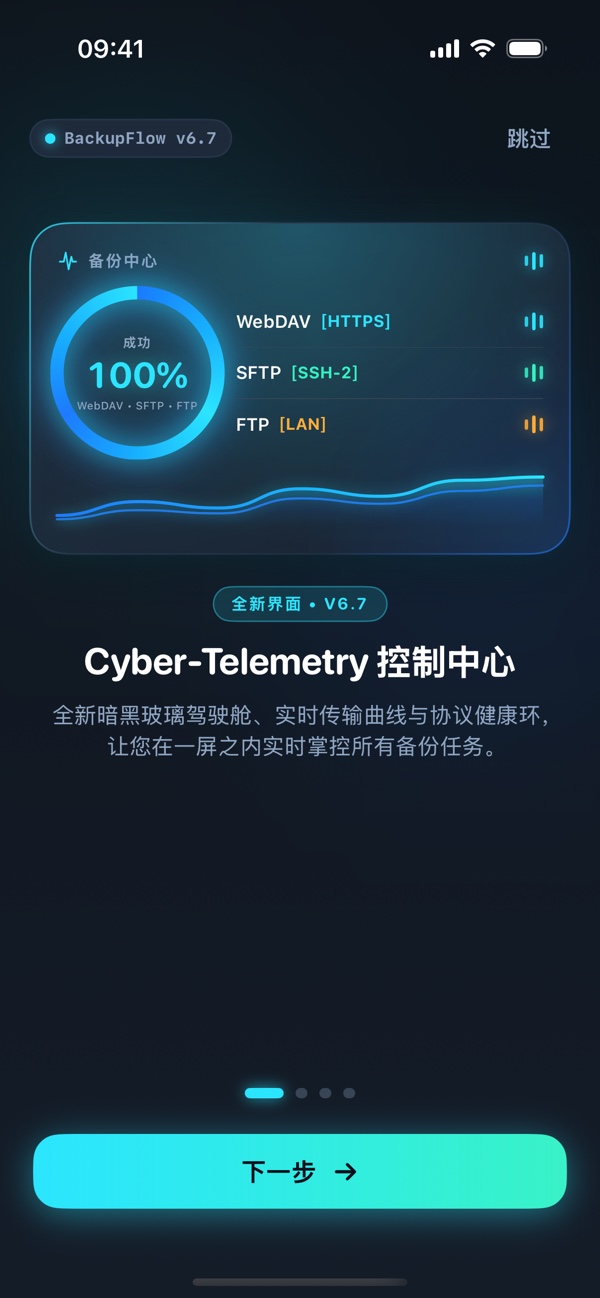 09:41
BackupFlow v6.7
跳过
备份中心
成功
100%
WebDAV • SFTP • FTP
WebDAV [HTTPS]
SFTP [SSH-2]
FTP [LAN]
全新界面 • V6.7
Cyber-Telemetry 控制中心
全新暗黑玻璃驾驶舱、实时传输曲线与协议健康环，
让您在一屏之内实时掌控所有备份任务。
下一步 →